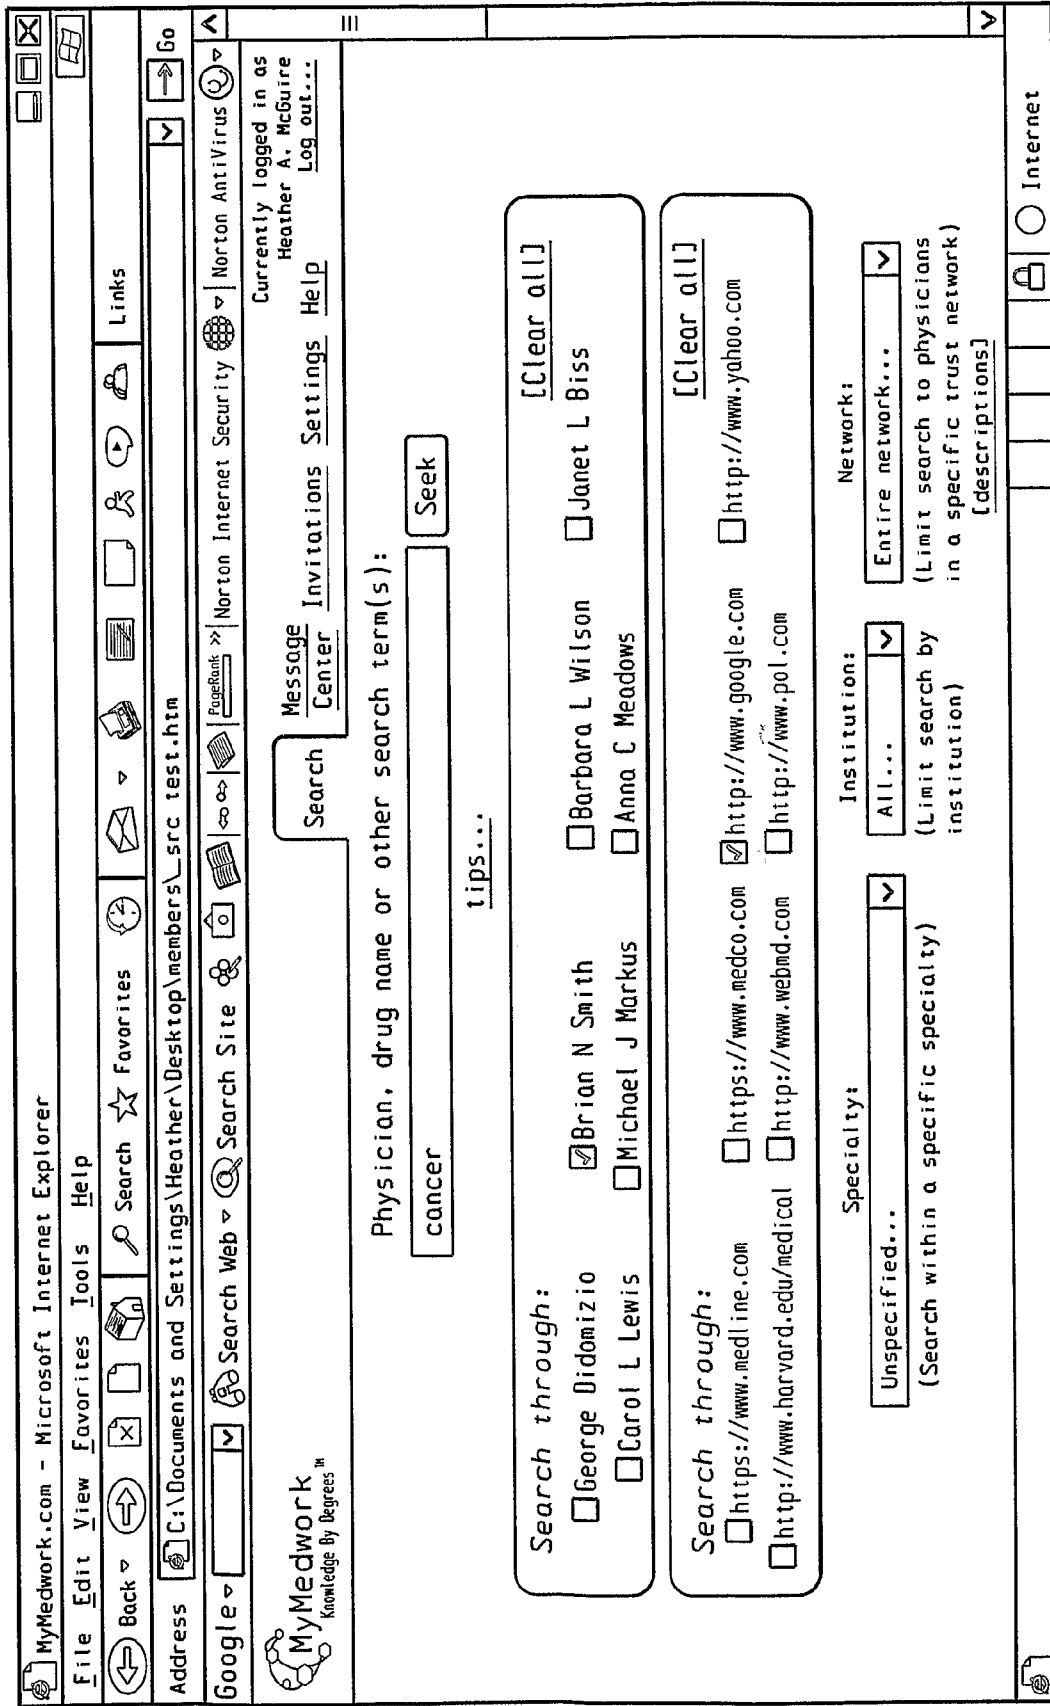 MyMedwork.com - Microsoft Internet Explorer
File Edit View Favorites Tools Help
Back Search Favorites Links
Address C:\Documents and Settings\Heather\Desktop\members\_src test.htm Go
Google Search Web Search Site PageRank >> Norton Internet Security Norton AntiVirus
Currently logged in as
Heather A. McGuire
Log out...
MyMedwork
Knowledge By Degrees ™
Search Message Center Invitations Settings Help
Physician, drug name or other search term(s):
cancer Seek
tips...
Search through: [Clear all]
George Didomizio Brian N Smith Barbara L Wilson Janet L Biss
Carol L Lewis Michael J Markus Anna C Meadows
Search through: [Clear all]
https://www.medline.com https://www.medco.com http://www.google.com http://www.yahoo.com
http://www.harvard.edu/medical http://www.webmd.com http://www.pol.com
Specialty: Institution: Network:
Unspecified... All... Entire network...
(Search within a specific specialty) (Limit search by institution) (Limit search to physicians in a specific trust network)
[descriptions]
Internet